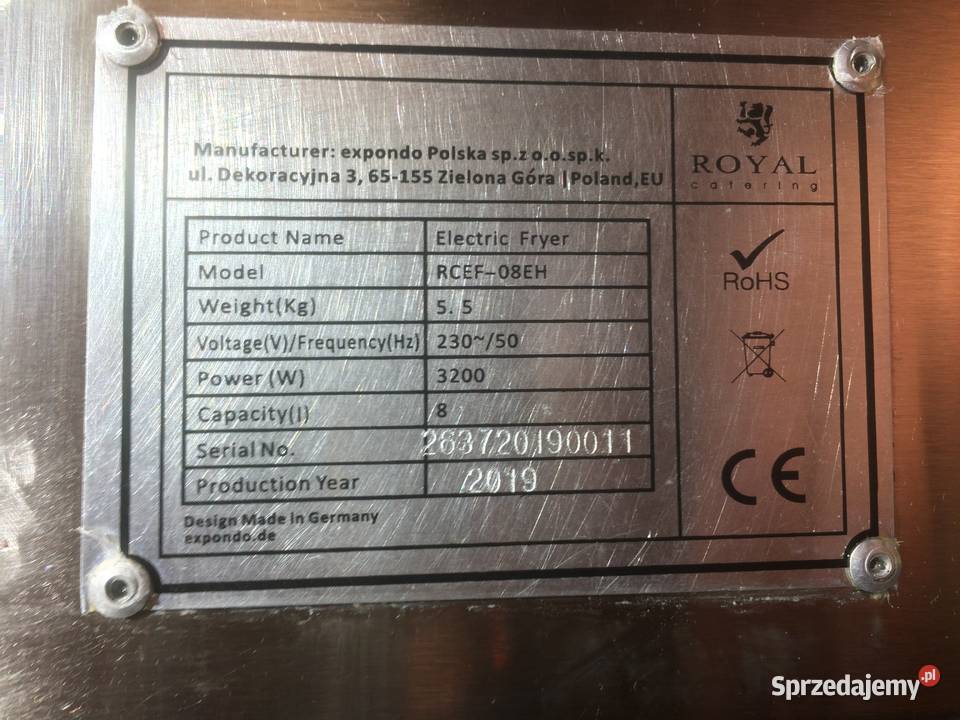 Manufacturer: expondo Polska sp.z o.o.sp.k.
ul. Dekoracyjna 3, 65-155 Zielona Góra | Poland,EU
ROYAL
catering
Product Name Electric Fryer
Model RCEF-08EH
Weight(Kg) 5.5
Voltage(V)/Frequency(Hz) 230~/50
Power (W) 3200
Capacity(l) 8
Serial No. 263720190011
Production Year 2019
Design Made in Germany
expondo.de
RoHS
CE
Sprzedajemy.pl